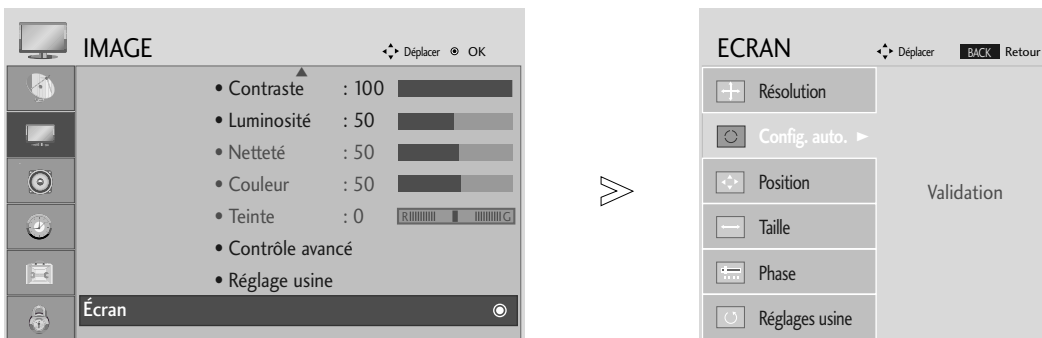 IMAGE
Déplacer OK
• Contraste : 100
• Luminosité : 50
• Netteté : 50
• Couleur : 50
• Teinte : 0 R G
• Contrôle avancé
• Réglage usine
Écran
ECRAN
Déplacer BACK Retour
Résolution
Config. auto.
Position
Taille
Phase
Réglages usine
Validation